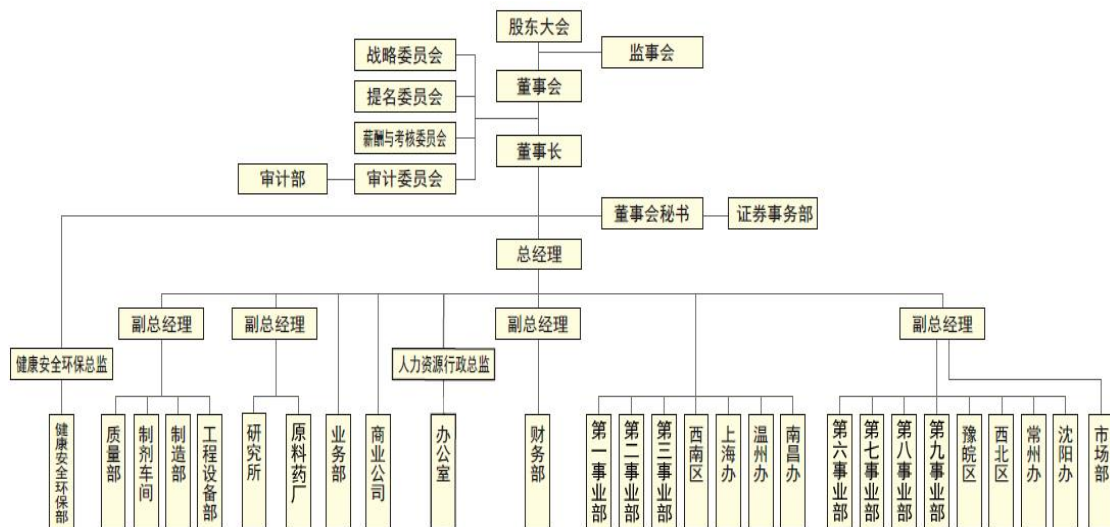 股东大会
监事会
战略委员会
董事会
提名委员会
薪酬与考核委员会
董事长
审计部
审计委员会
董事会秘书
证券事务部
总经理
副总经理
副总经理
副总经理
副总经理
健康安全环保总监
人力资源行政总监
健康安全环保部
质量部
制剂车间
制造部
工程设备部
研究所
原料药厂
业务部
商业公司
办公室
财务部
第一事业部
第二事业部
第三事业部
西南区
上海办
温州办
南昌办
第六事业部
第七事业部
第八事业部
第九事业部
豫皖区
西北区
常州办
沈阳办
市场部